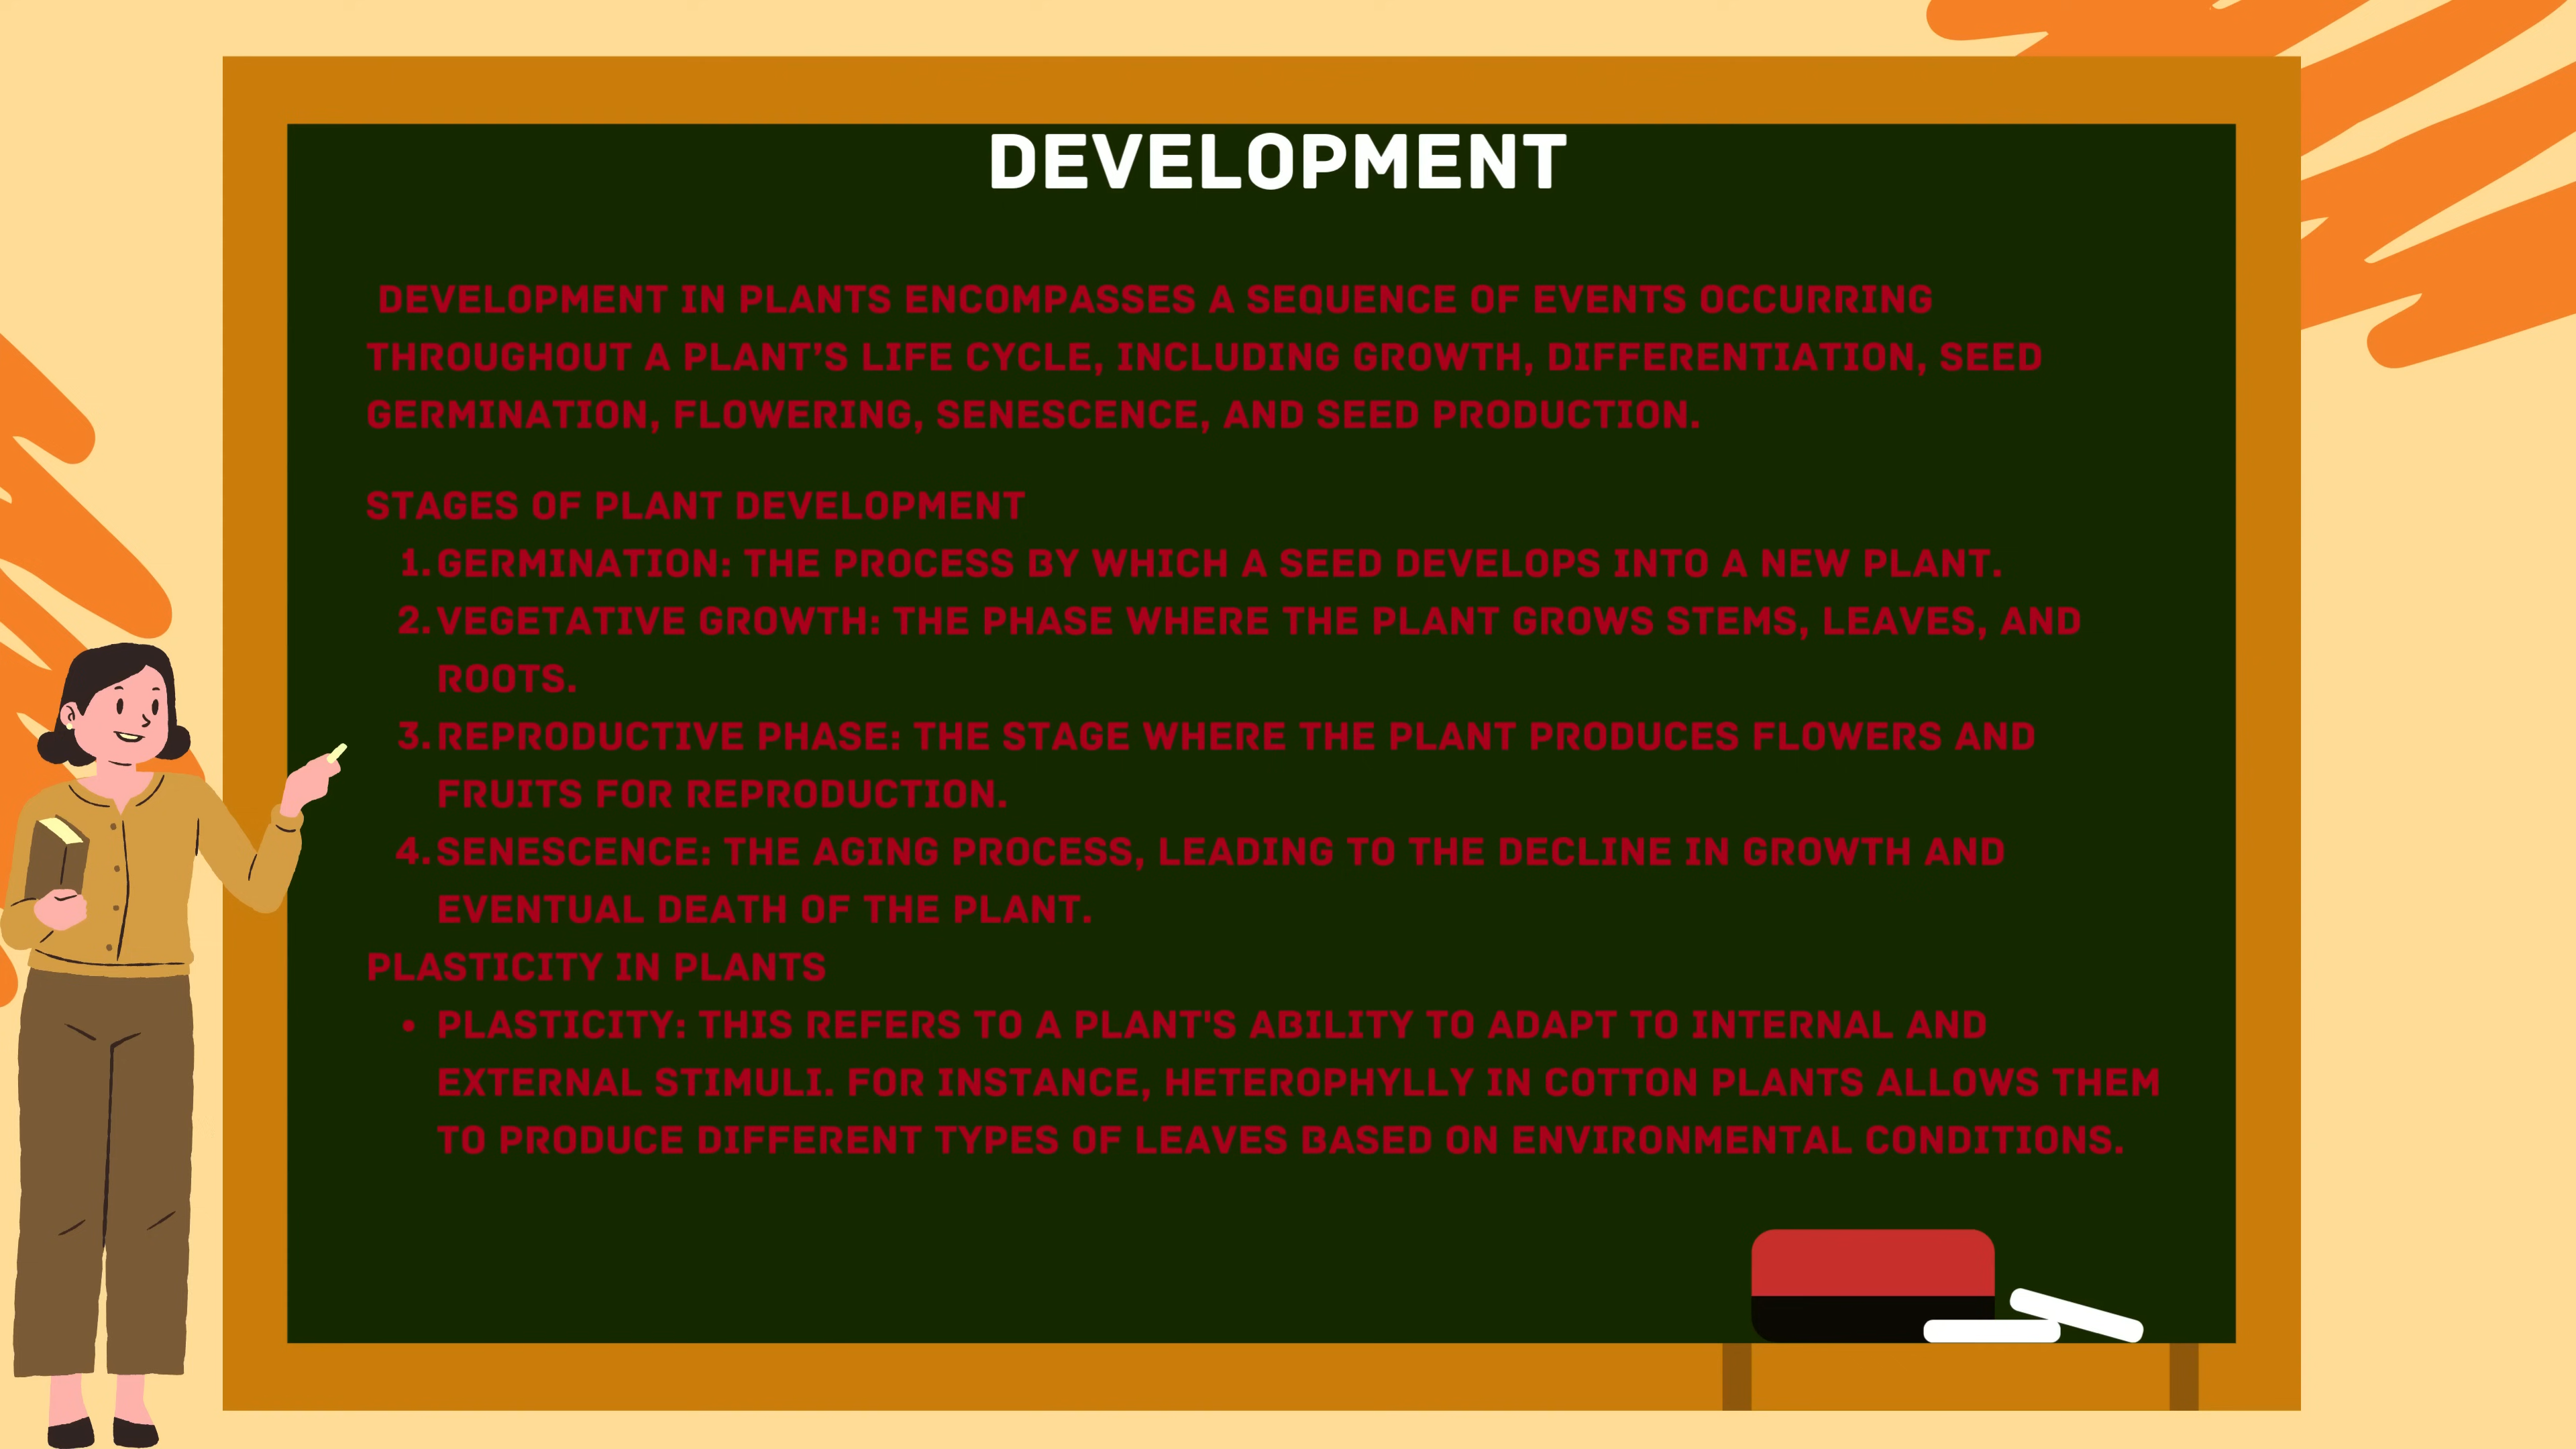 DEVELOPMENT
DEVELOPMENT IN PLANTS ENCOMPASSES A SEQUENCE OF EVENTS OCCURRING
THROUGHOUT A PLANT'S LIFE CYCLE, INCLUDING GROWTH, DIFFERENTIATION, SEED
GERMINATION, FLOWERING, SENESCENCE, AND SEED PRODUCTION.
STAGES OF PLANT DEVELOPMENT
1. GERMINATION: THE PROCESS BY WHICH A SEED DEVELOPS INTO A NEW PLANT.
2. VEGETATIVE GROWTH: THE PHASE WHERE THE PLANT GROWS STEMS, LEAVES, AND
ROOTS.
3. REPRODUCTIVE PHASE: THE STAGE WHERE THE PLANT PRODUCES FLOWERS AND
FRUITS FOR REPRODUCTION.
4. SENESCENCE: THE AGING PROCESS, LEADING TO THE DECLINE IN GROWTH AND
EVENTUAL DEATH OF THE PLANT.
PLASTICITY IN PLANTS
• PLASTICITY: THIS REFERS TO A PLANT'S ABILITY TO ADAPT TO INTERNAL AND
EXTERNAL STIMULI. FOR INSTANCE, HETEROPHYLLY IN COTTON PLANTS ALLOWS THEM
TO PRODUCE DIFFERENT TYPES OF LEAVES BASED ON ENVIRONMENTAL CONDITIONS.